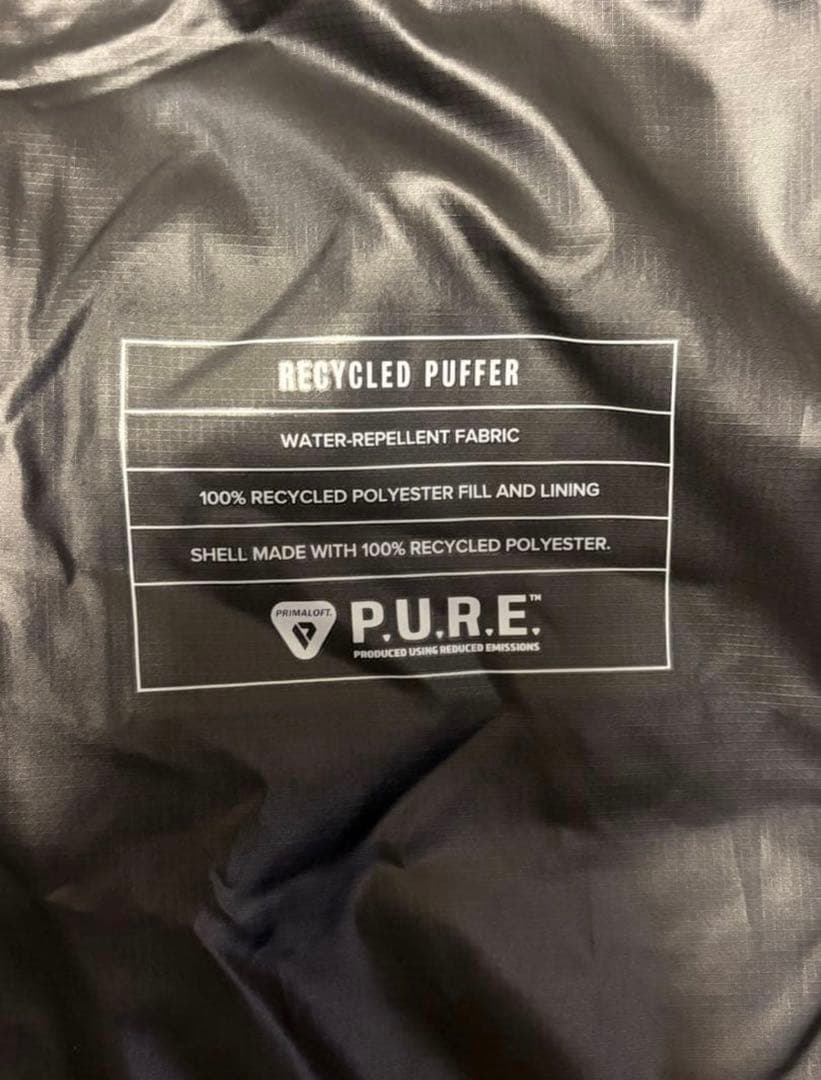 RECYCLED PUFFER
WATER-REPELLENT FABRIC
100% RECYCLED POLYESTER FILL AND LINING
SHELL MADE WITH 100% RECYCLED POLYESTER.
PRIMALOFT.
P.U.R.E.™
PRODUCED USING REDUCED EMISSIONS